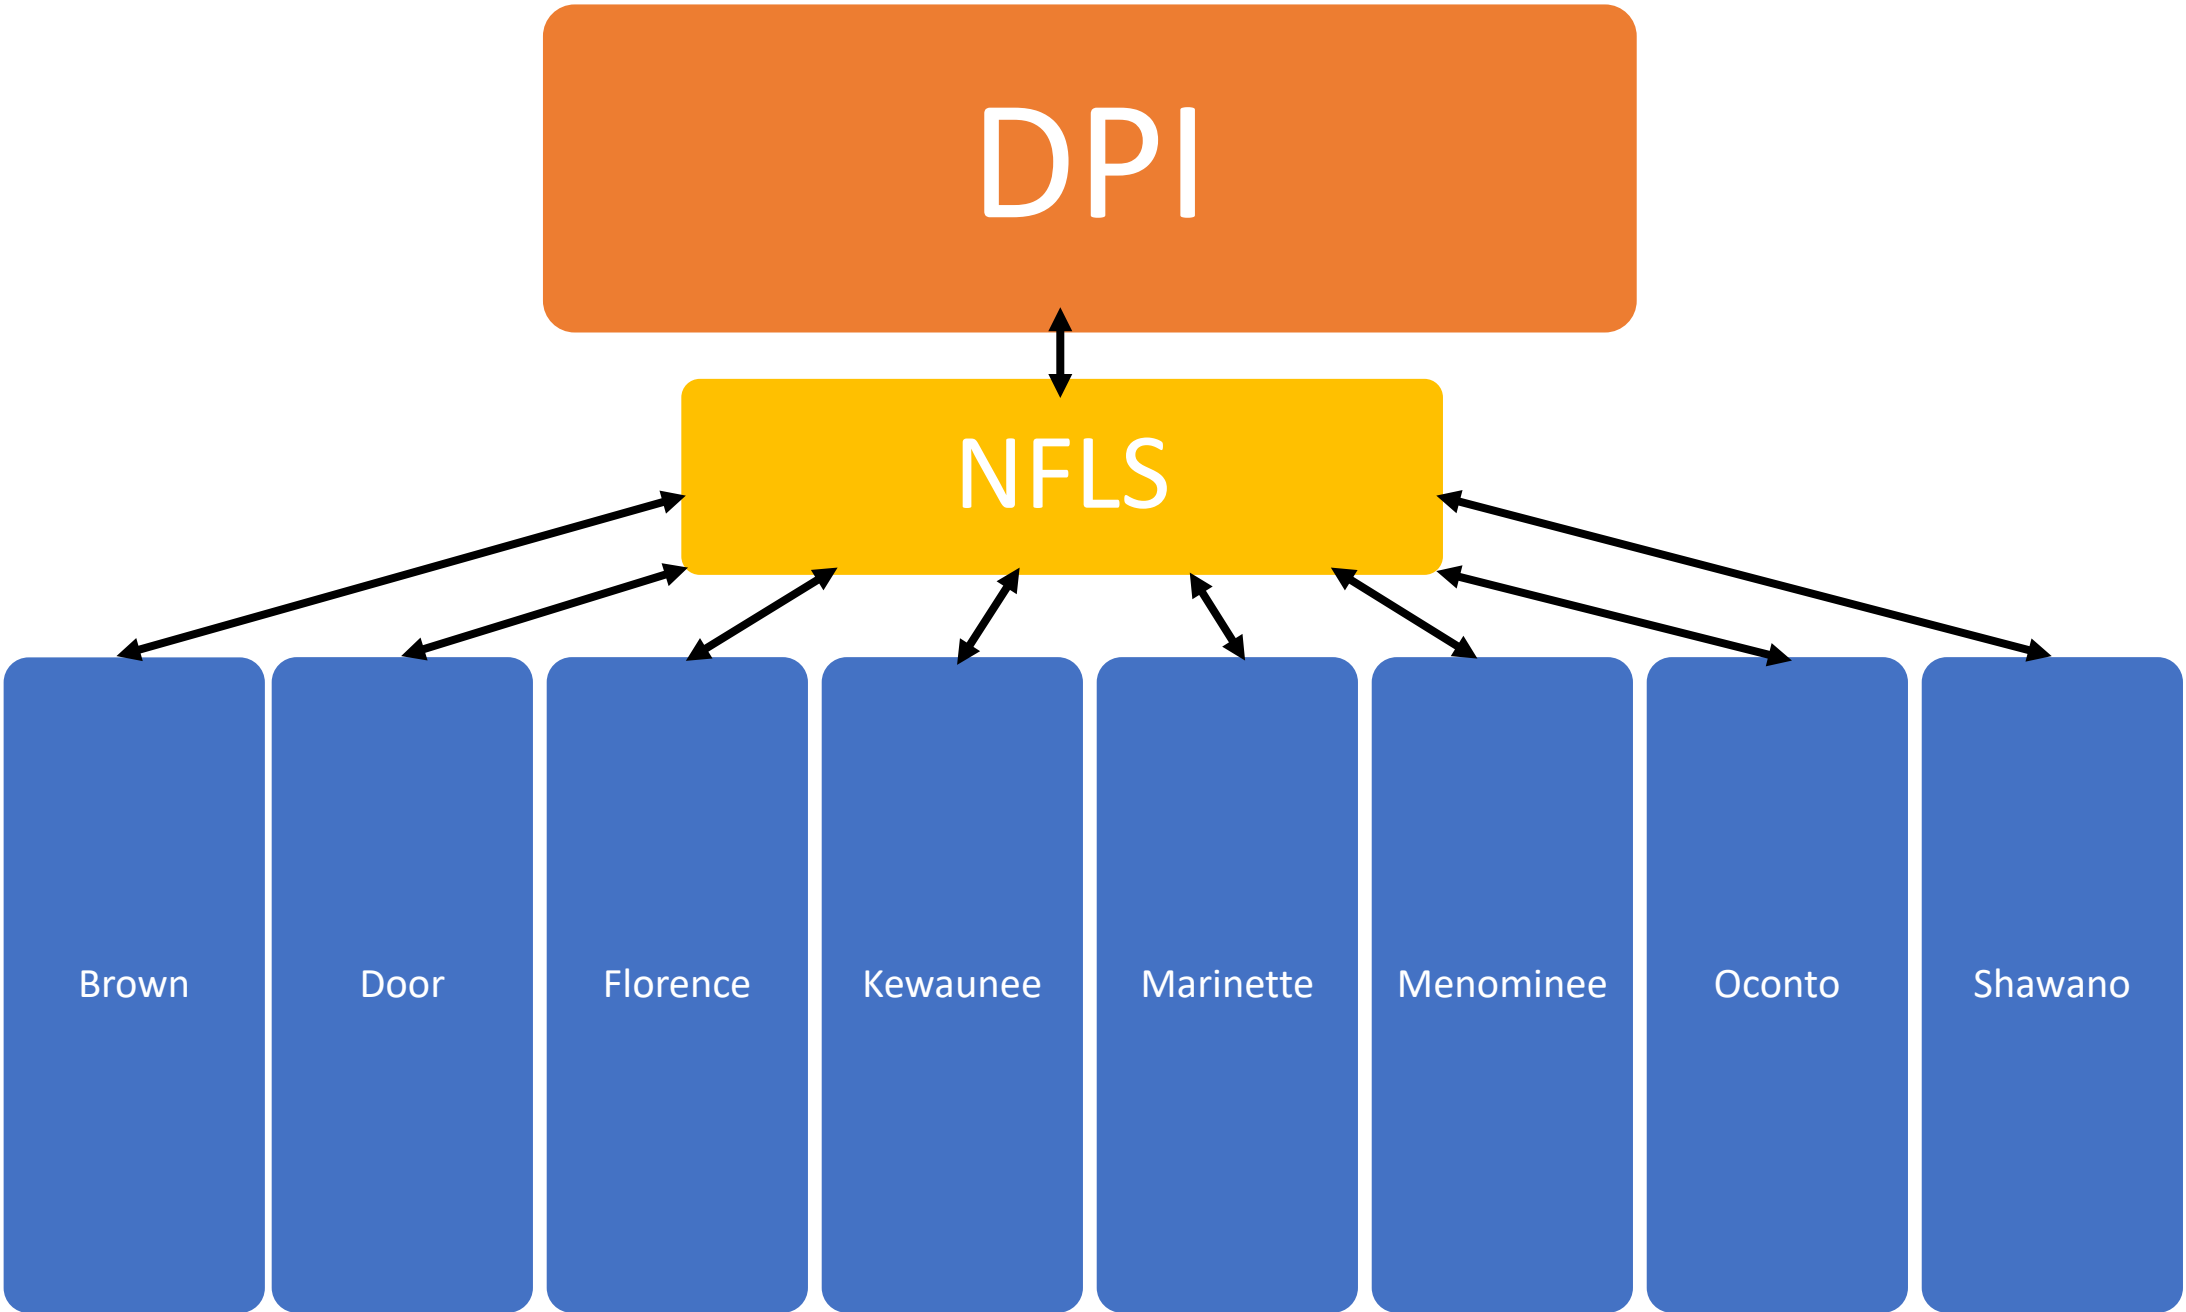 DPI
NFLS
Brown
Door
Florence
Kewaunee
Marinette
Menominee
Oconto
Shawano